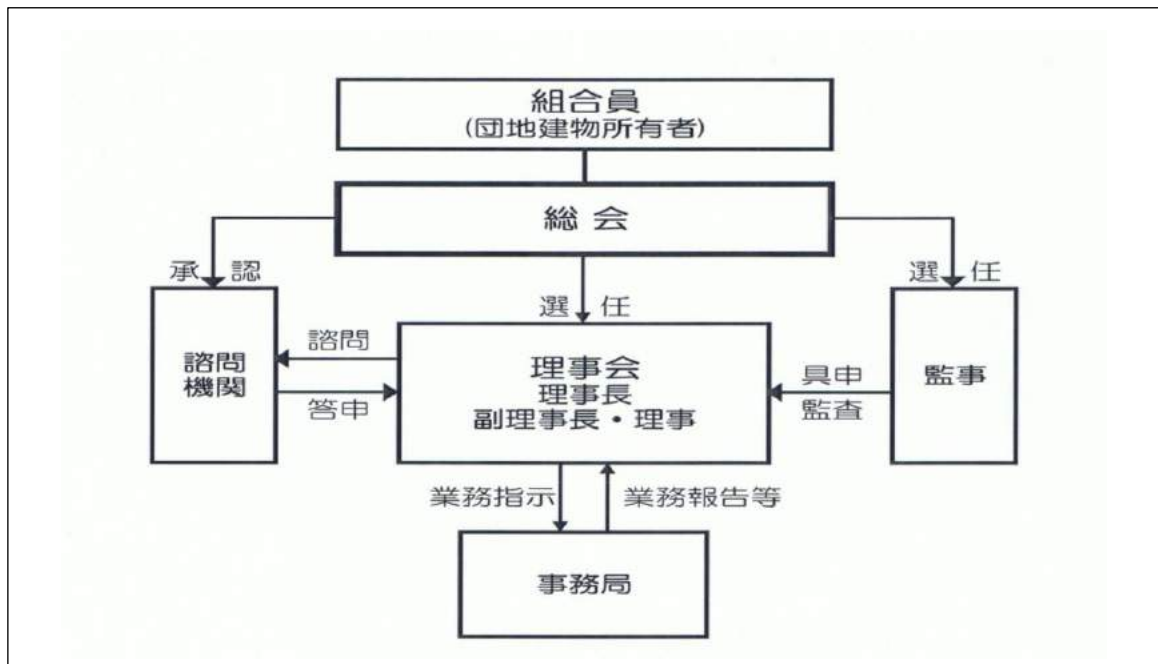 組合員
(団地建物所有者)
総会
承認
選任
選任
諮問
機関
諮問
答申
理事会
理事長
副理事長・理事
具申
監査
監事
業務指示
業務報告等
事務局